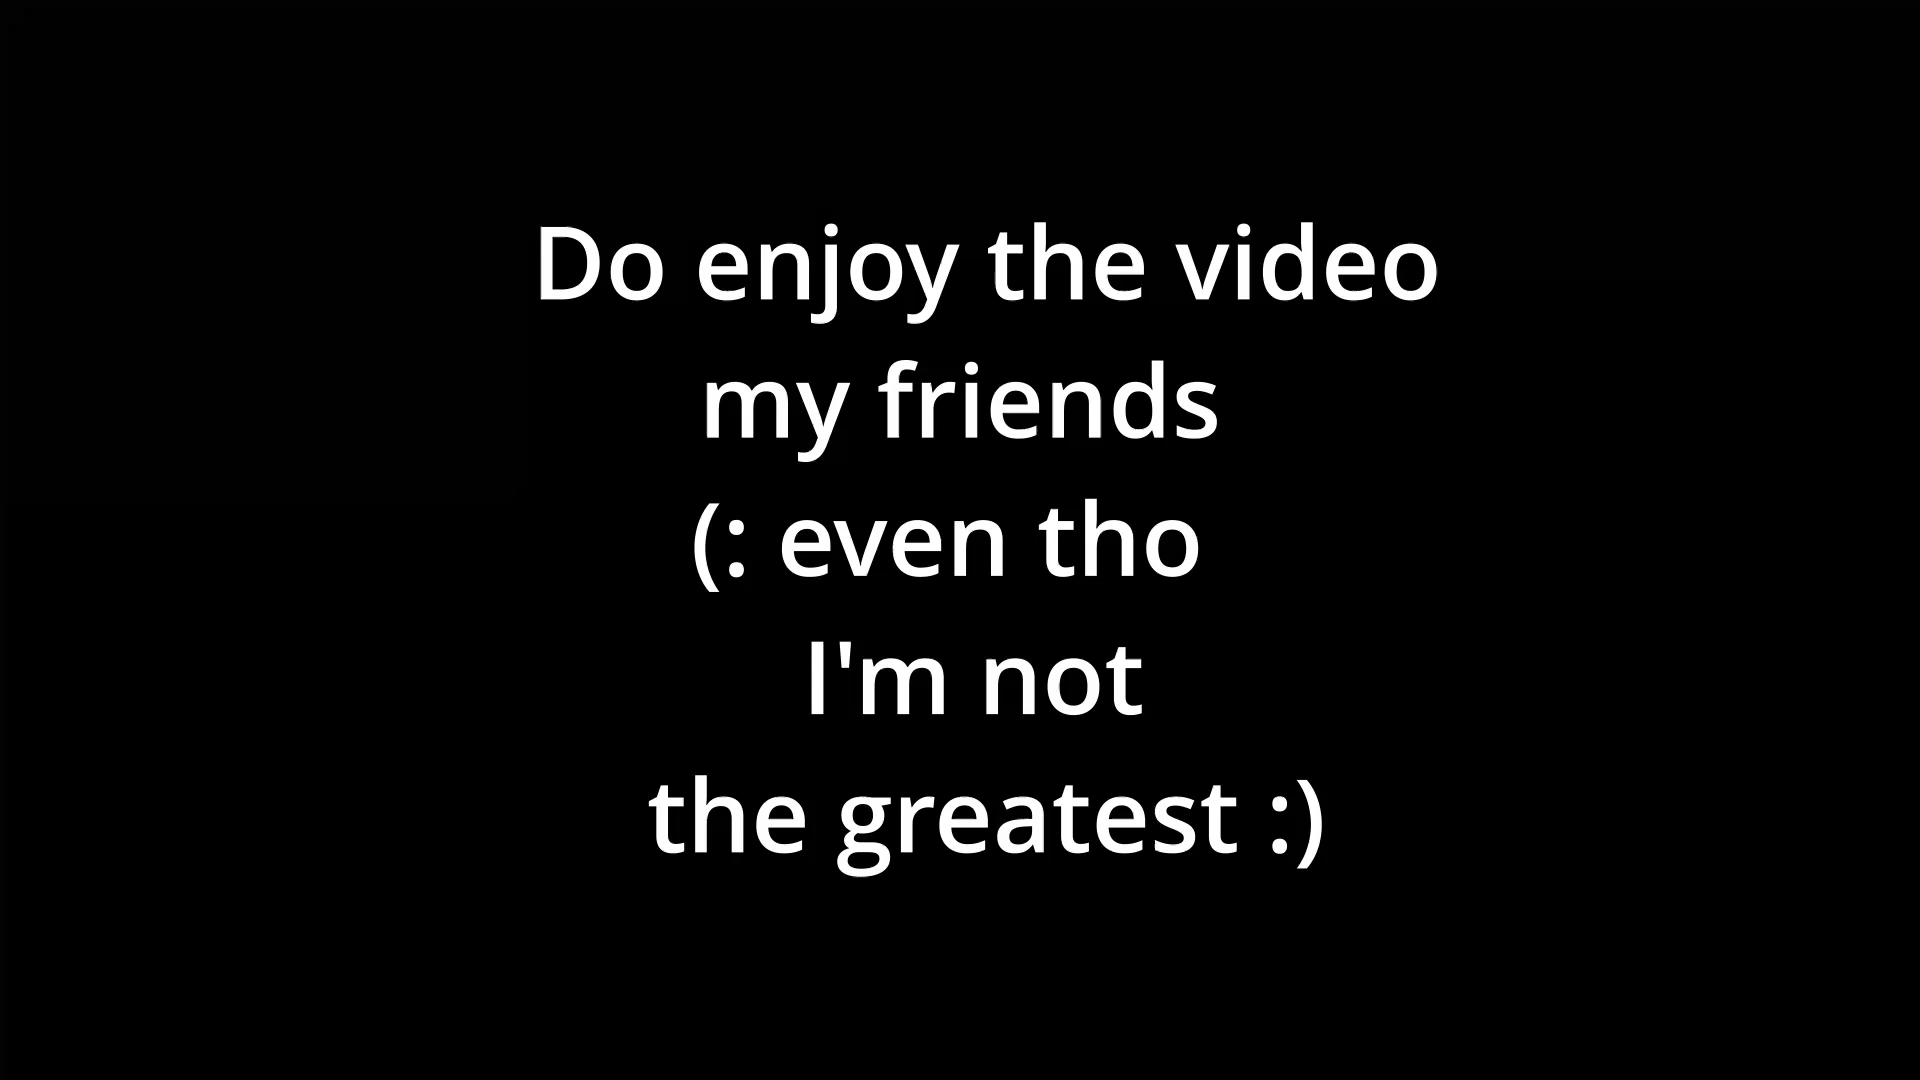 Do enjoy the video
my friends
(: even tho
I'm not
the greatest :)